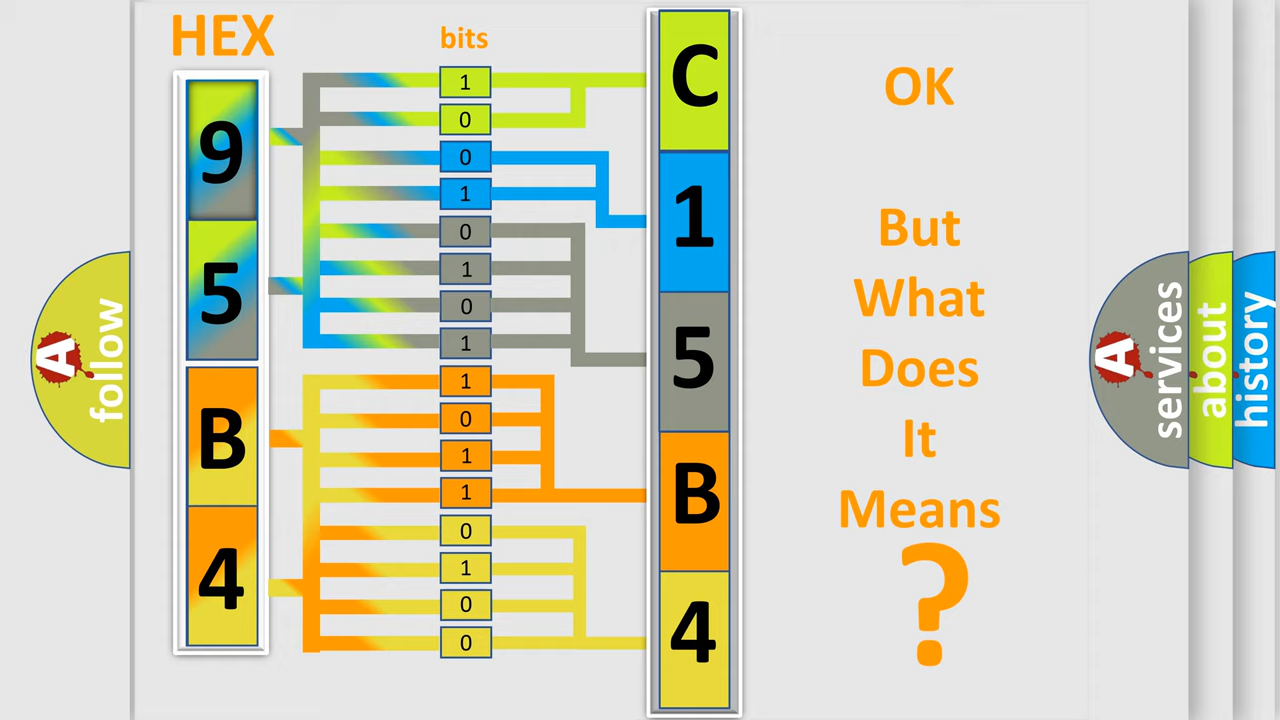 HEX
bits
9
5
B
4
1
0
0
1
0
1
0
1
1
0
1
1
0
1
0
0
C
1
5
B
4
OK
But
What
Does
It
Means
?
A
follow
A
services
about
history